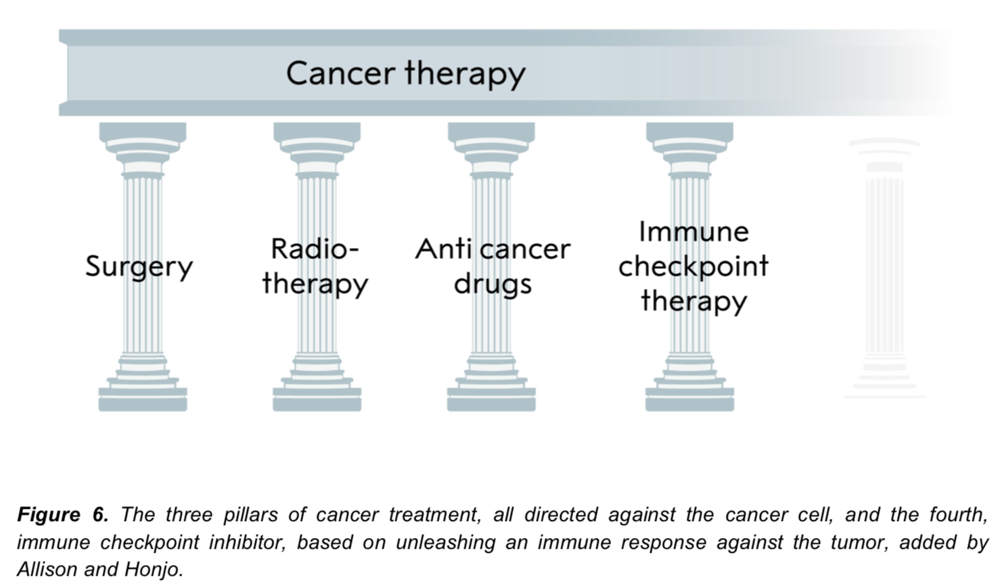 Cancer therapy
Surgery
Radio-
therapy
Anti cancer
drugs
Immune
checkpoint
therapy
Figure 6. The three pillars of cancer treatment, all directed against the cancer cell, and the fourth,
immune checkpoint inhibitor, based on unleashing an immune response against the tumor, added by
Allison and Honjo.